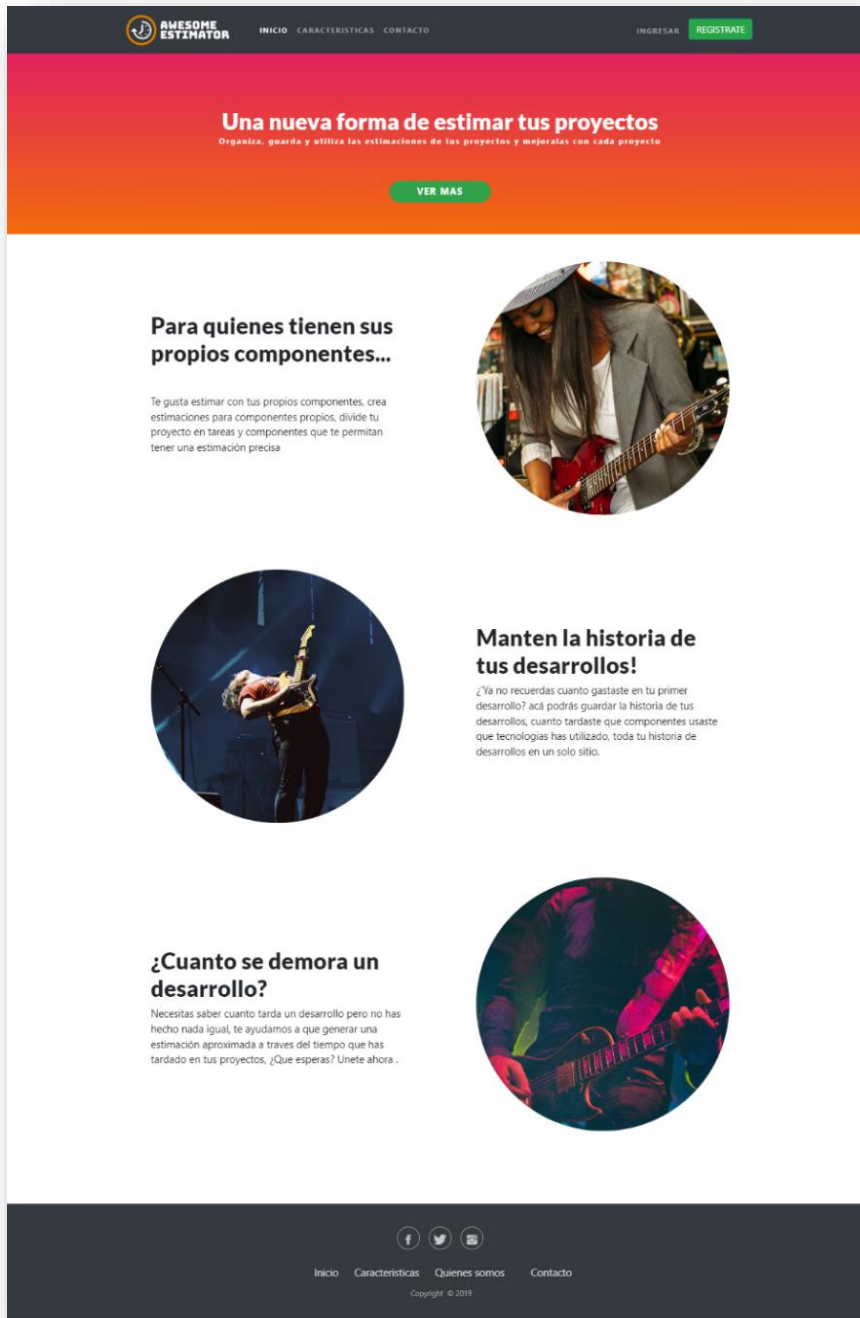 AWESOME
ESTIMATOR
INICIO CARACTERISTICAS CONTACTO
INGRESAR REGISTRATE
Una nueva forma de estimar tus proyectos
Organiza, guarda y utiliza las estimaciones de tus proyectos y mejoralas con cada proyecto
VER MAS
Para quienes tienen sus
propios componentes...
Te gusta estimar con tus propios componentes, crea
estimaciones para componentes propios, divide tu
proyecto en tareas y componentes que te permitan
tener una estimación precisa
Manten la historia de
tus desarrollos!
¿Ya no recuerdas cuanto gastaste en tu primer
desarrollo? acá podrás guardar la historia de tus
desarrollos, cuanto tardaste que componentes usaste
que tecnologias has utilizado, toda tu historia de
desarrollos en un solo sitio.
¿Cuanto se demora un
desarrollo?
Necesitas saber cuanto tarda un desarrollo pero no has
hecho nada igual, te ayudamos a que generar una
estimación aproximada a traves del tiempo que has
tardado en tus proyectos, ¿Que esperas? Unete ahora .
Inicio Caracteristicas Quienes somos Contacto
Copyright © 2019